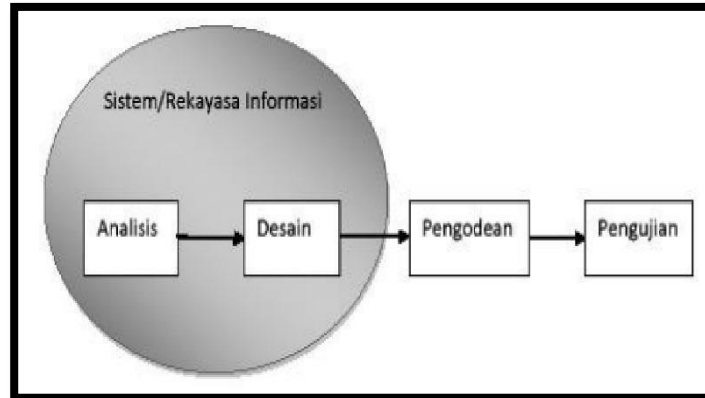 Sistem/Rekayasa Informasi
Analisis
Desain
Pengodean
Pengujian